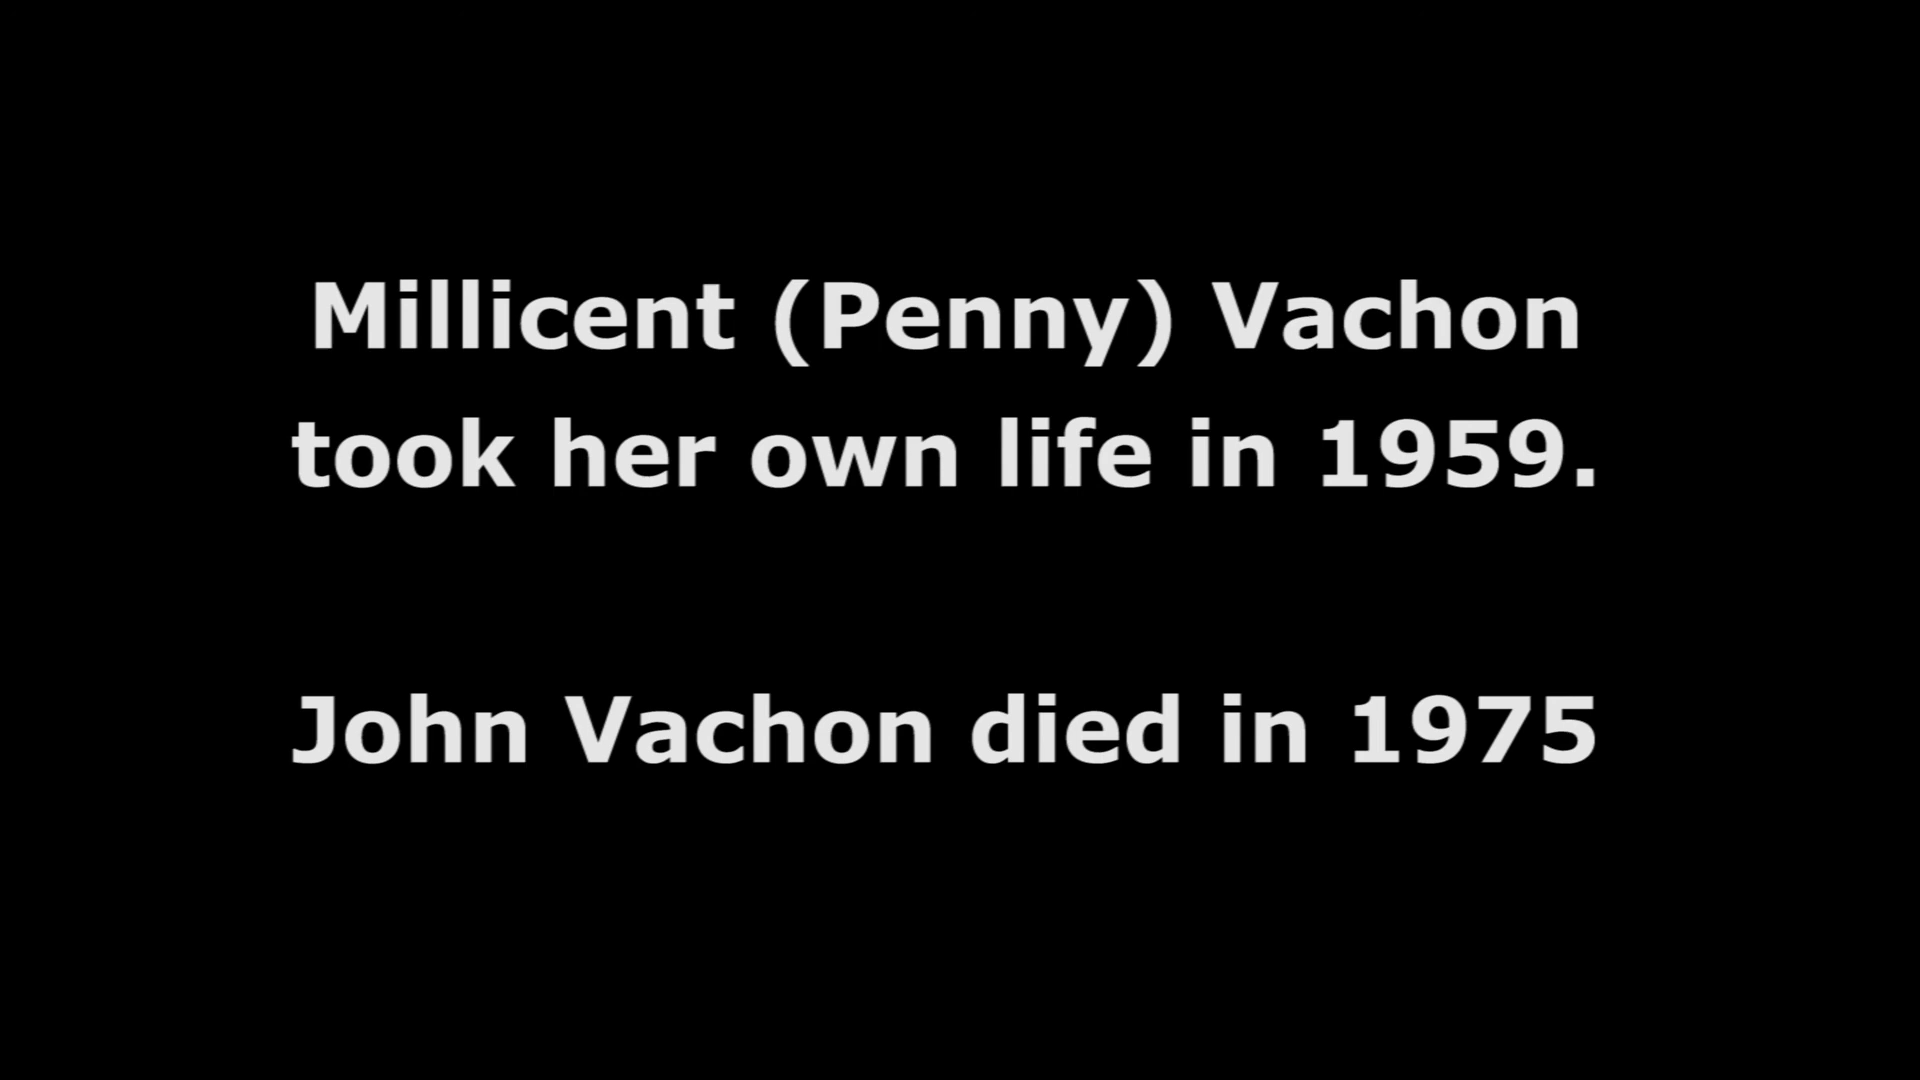 Millicent (Penny) Vachon
took her own life in 1959.
John Vachon died in 1975